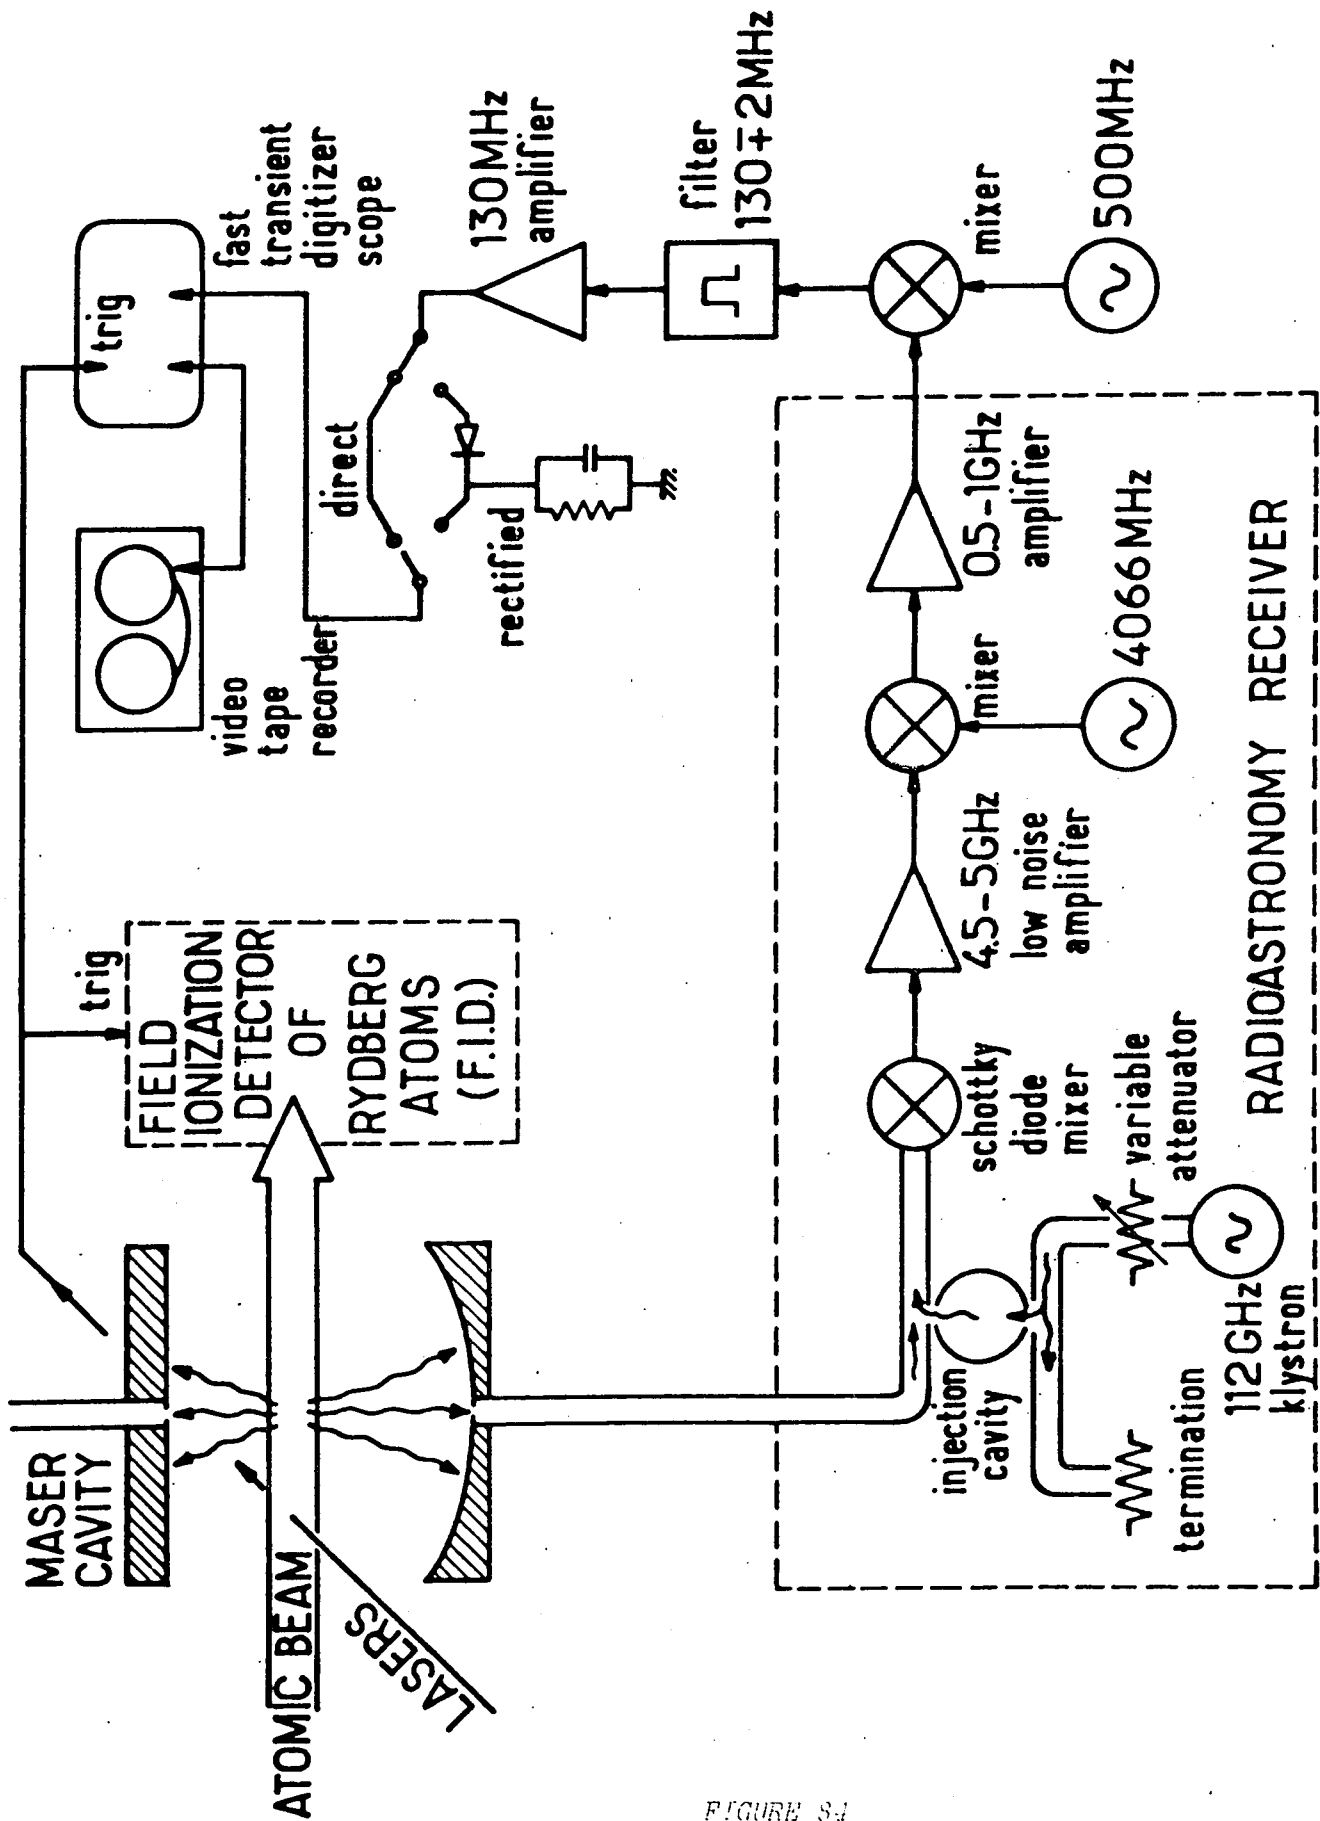 MASER
CAVITY
ATOMIC BEAM
LASERS
trig
FIELD
IONIZATION
DETECTOR
OF
RYDBERG
ATOMS
(F.I.D.)
video
tape
recorder
trig
fast
transient
digitizer
scope
direct
rectified
130MHz
amplifier
filter
130∓2MHz
mixer
500MHz
injection
cavity
termination
112GHz
klystron
variable
attenuator
schottky
diode
mixer
4.5-5GHz
low noise
amplifier
mixer
4066MHz
0.5-1GHz
amplifier
RADIOASTRONOMY RECEIVER
FIGURE